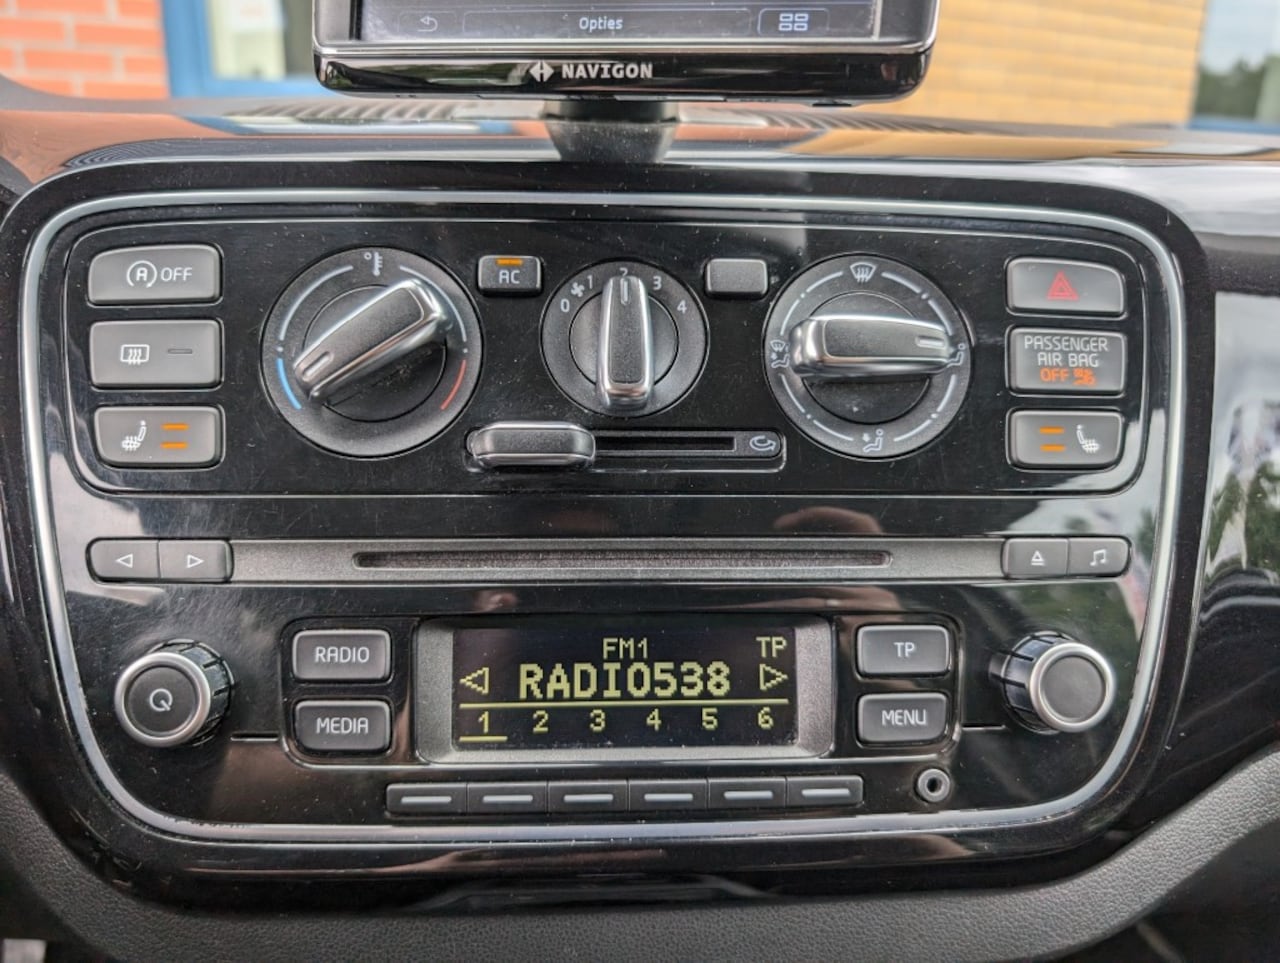 Opties
NAVIGON
A OFF
AC
0 1 2 3 4
PASSENGER
AIR BAG
OFF
RADIO
MEDIA
FM1 TP
RADIO538
1 2 3 4 5 6
TP
MENU